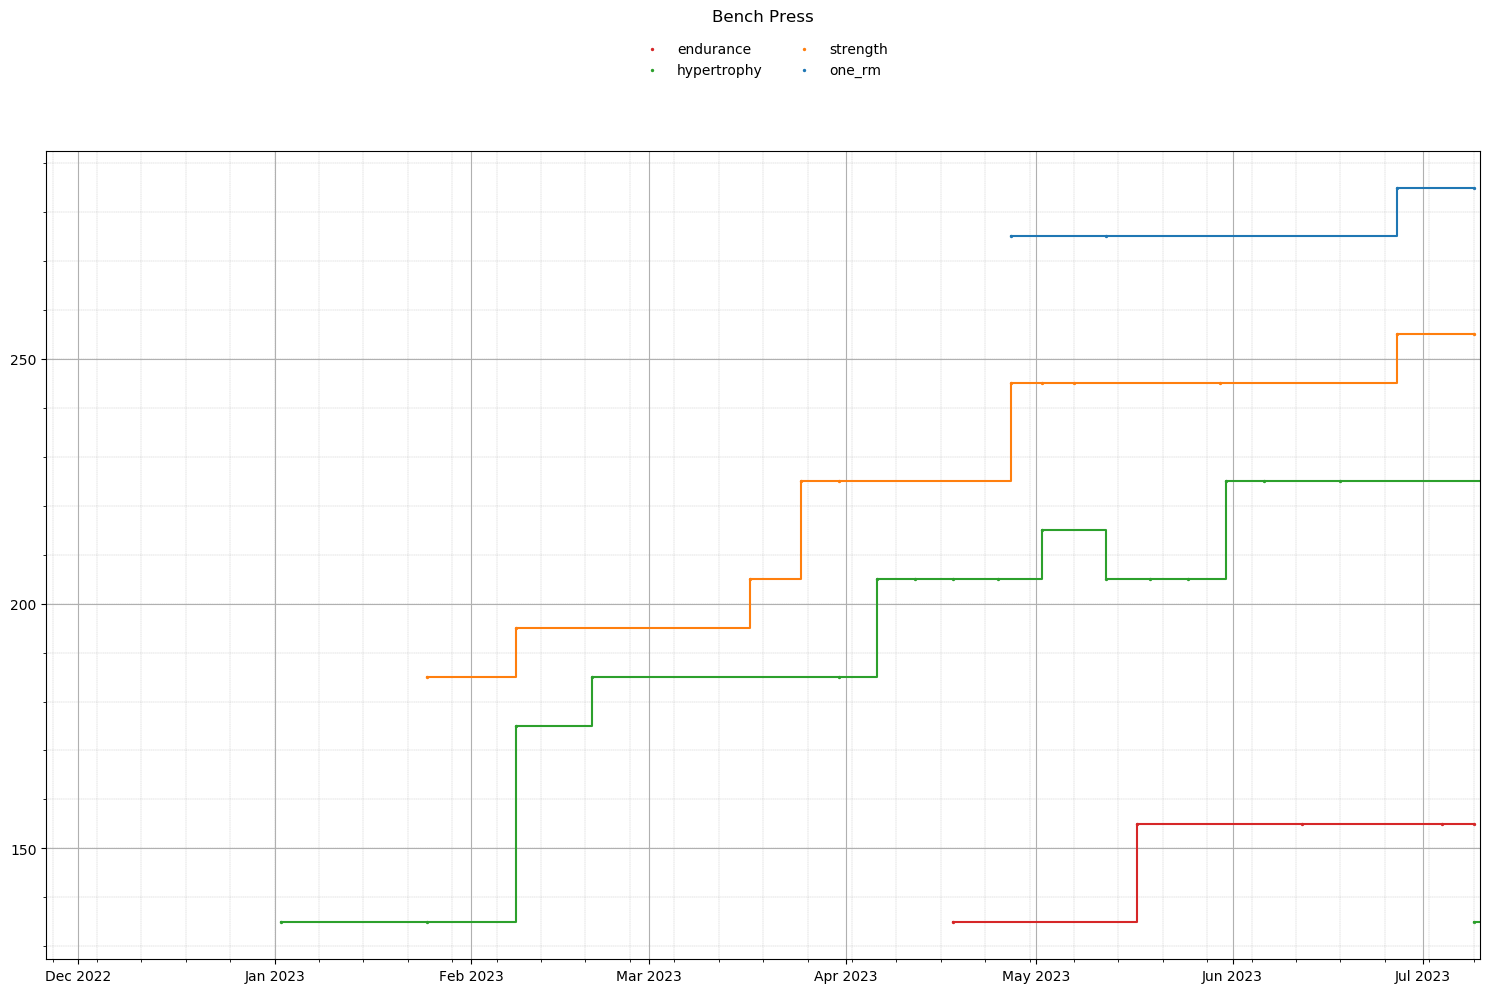 Bench Press
endurance strength
hypertrophy one_rm
250
200
150
Dec 2022 Jan 2023 Feb 2023 Mar 2023 Apr 2023 May 2023 Jun 2023 Jul 2023